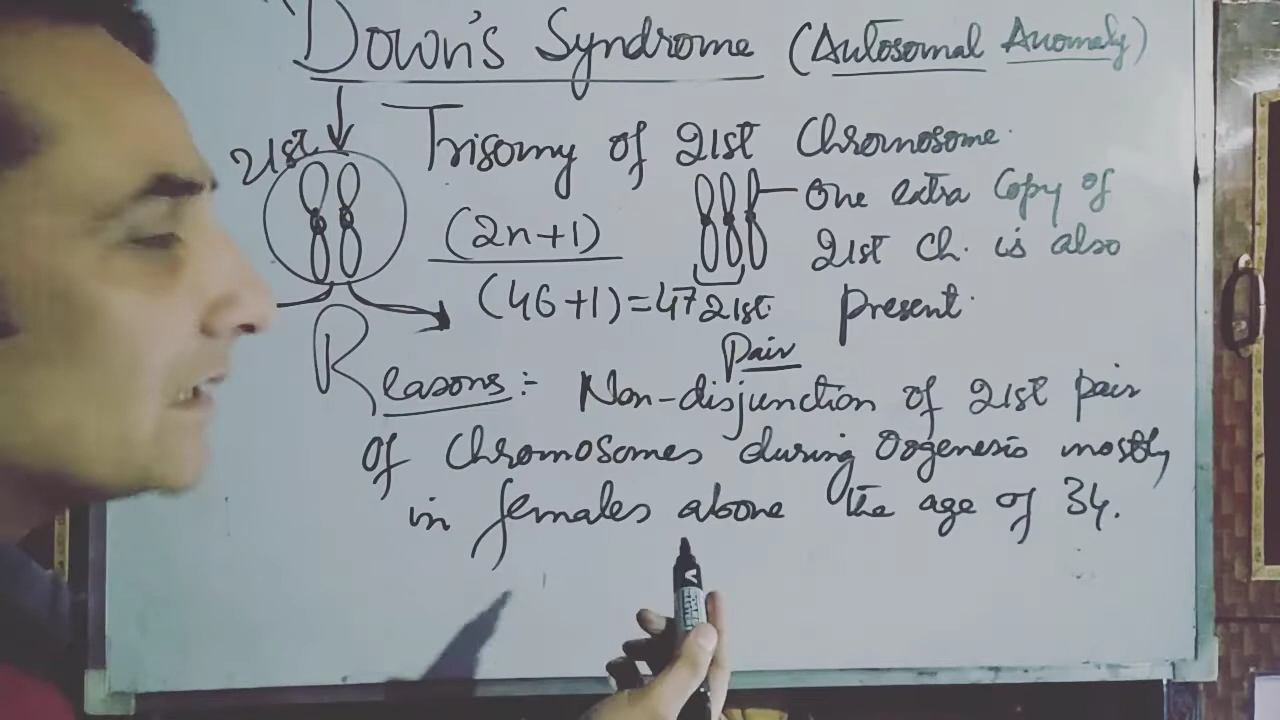 Down's Syndrome (Autosomal Anomaly)
21st
Trisomy of 21st Chromosome.
(2n+1)
One extra Copy of
21st Ch. is also
present.
(46+1)=47
21st
Pair
Reasons:- Non-disjunction of 21st pair
of chromosomes during Oogenesis mostly
in females above the age of 34.